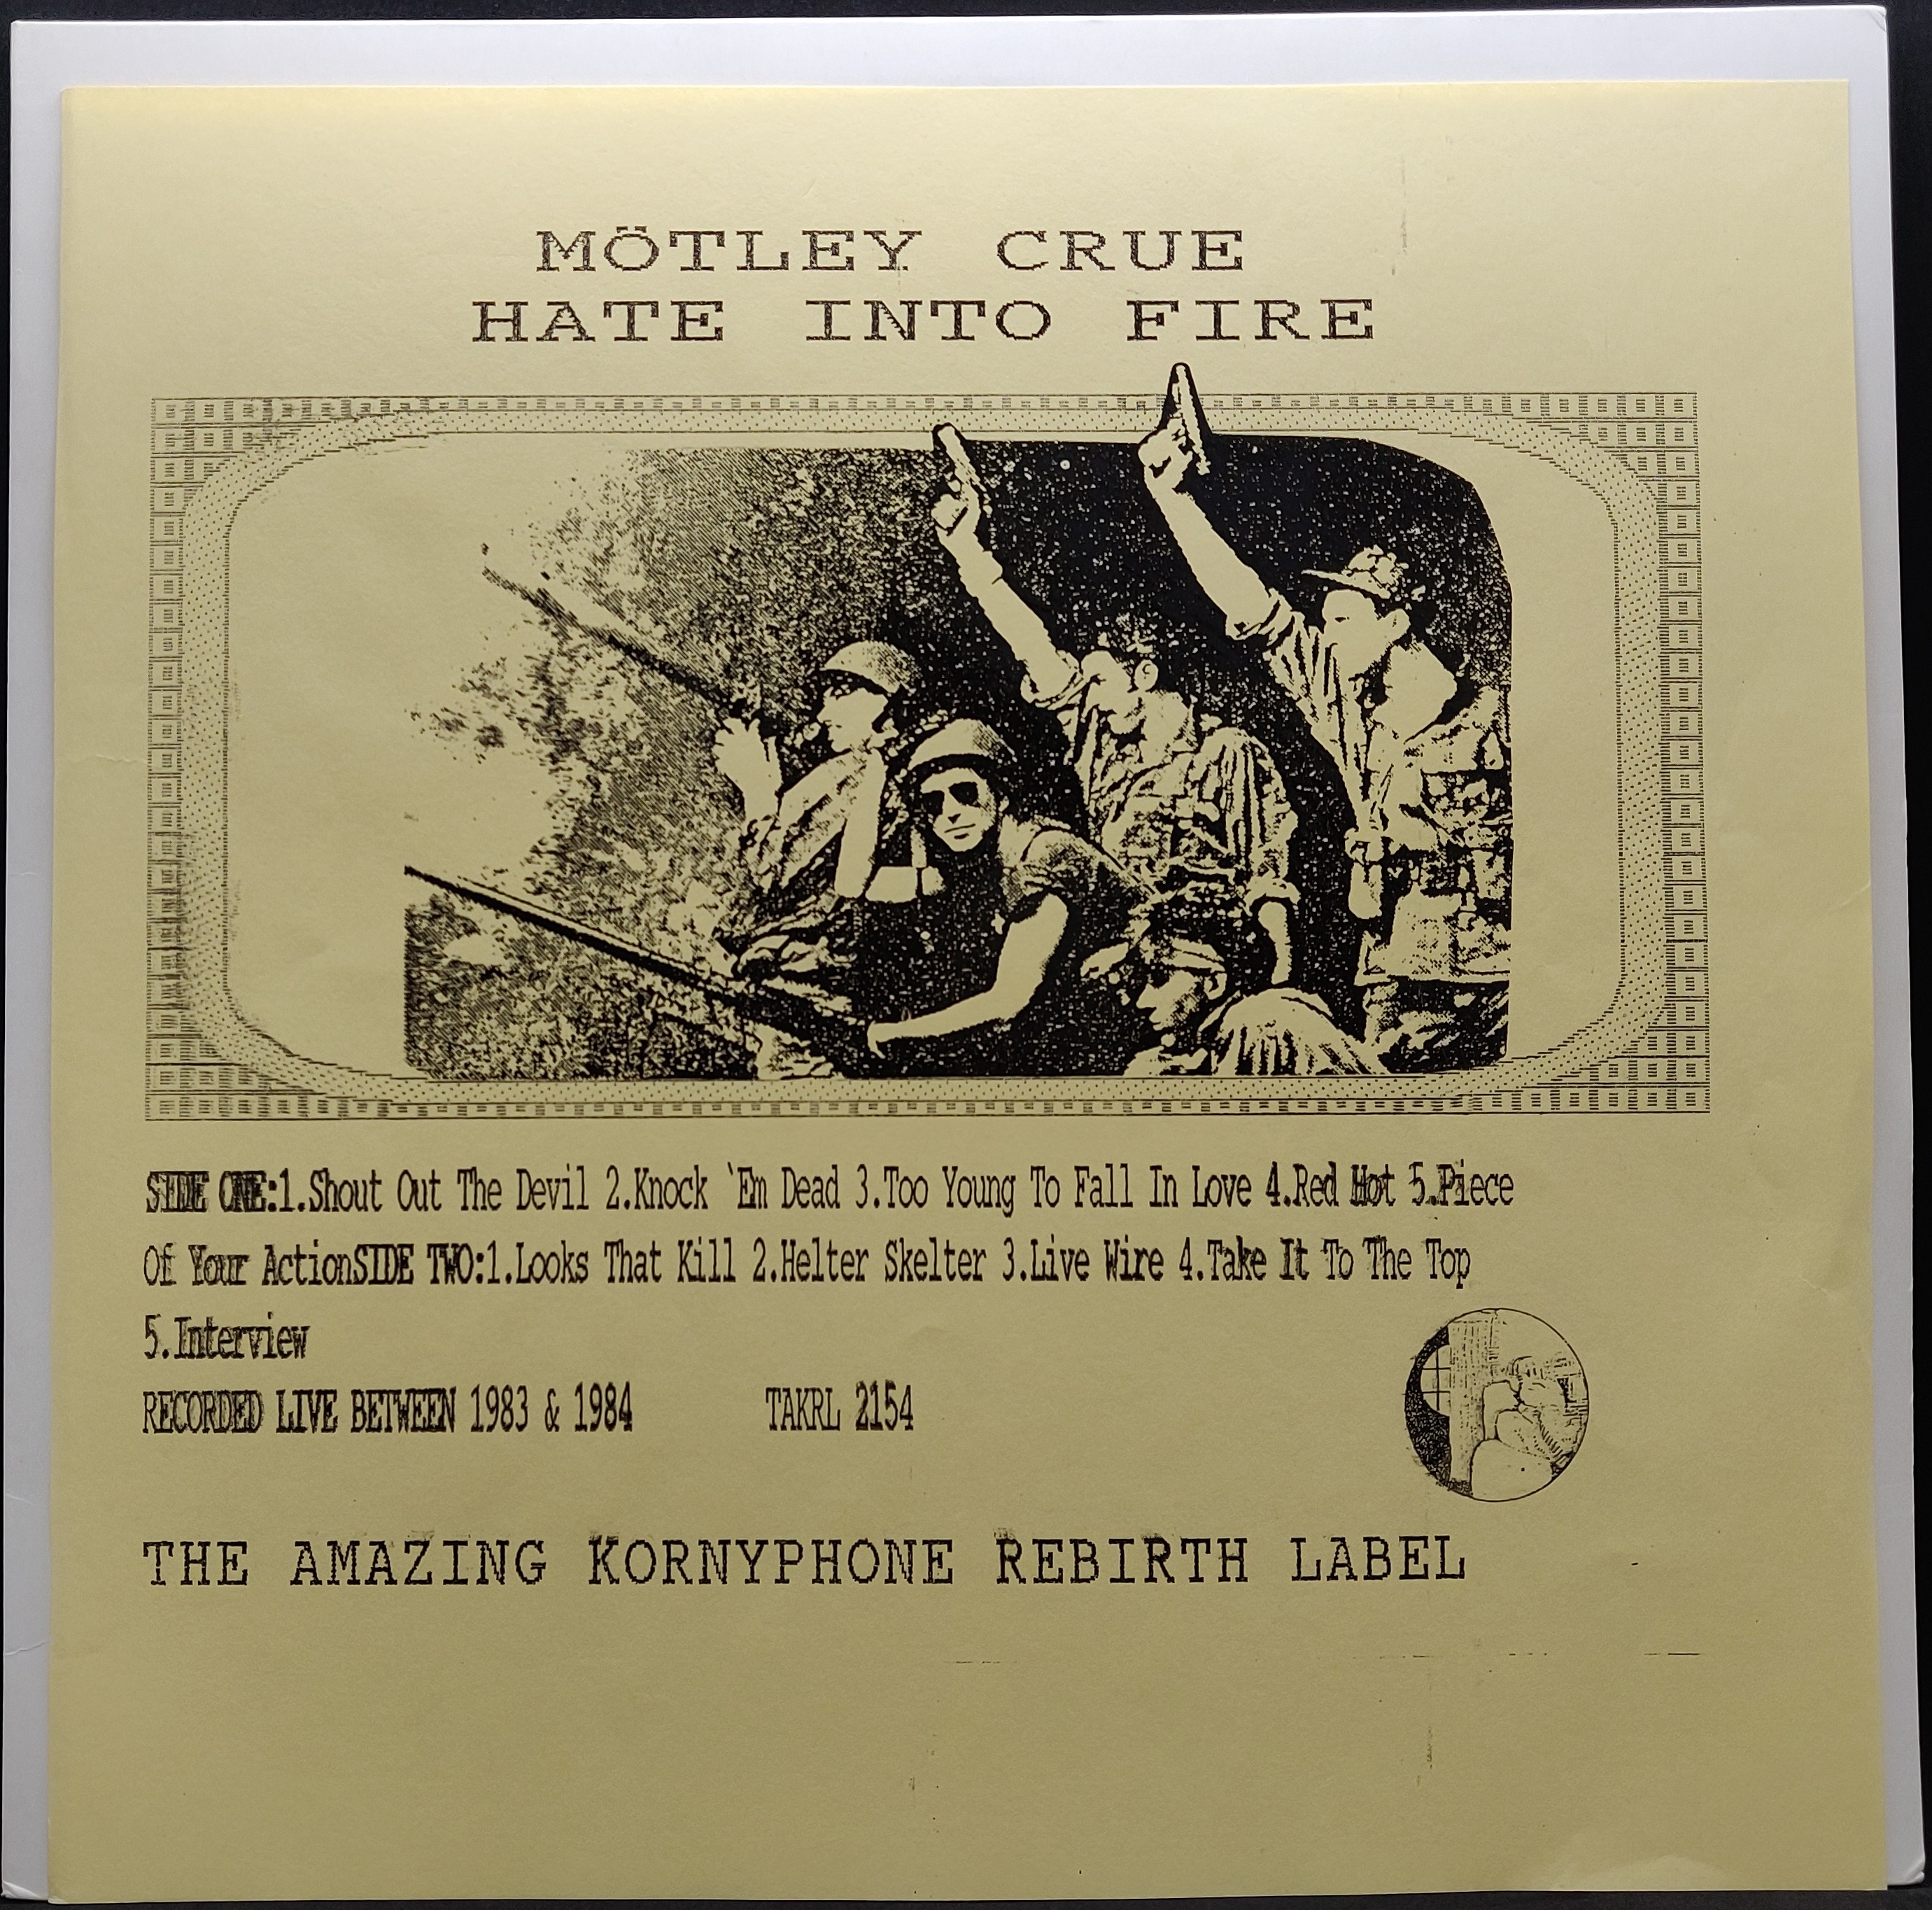 MÖTLEY CRUE
HATE INTO FIRE
SIDE ONE:1.Shout Out The Devil 2.Knock `Em Dead 3.Too Young To Fall In Love 4.Red Hot 5.Piece
Of Your ActionSIDE TWO:1.Looks That Kill 2.Helter Skelter 3.Live Wire 4.Take It To The Top
5.Interview
RECORDED LIVE BETWEEN 1983 & 1984 TAKRL 2154
THE AMAZING KORNYPHONE REBIRTH LABEL